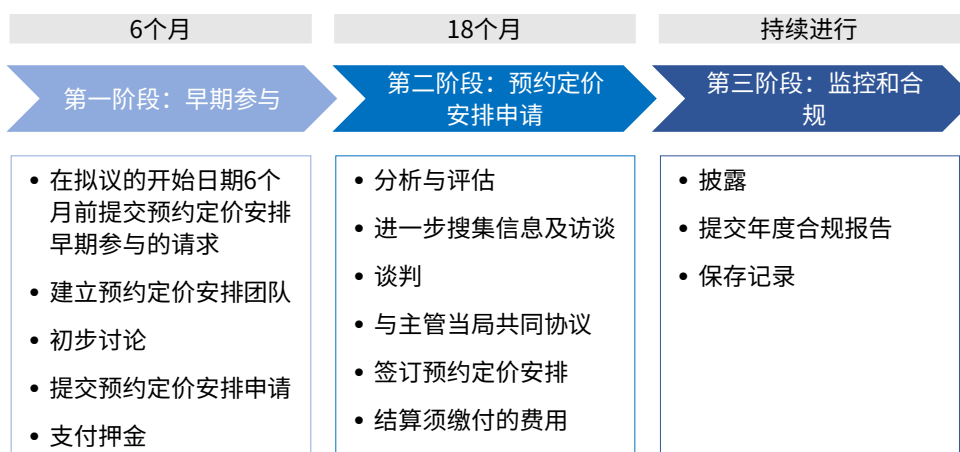 6个月
18个月
持续进行
第一阶段：早期参与
第二阶段：预约定价
安排申请
第三阶段：监控和合
规
• 在拟议的开始日期6个
月前提交预约定价安排
早期参与的请求
• 建立预约定价安排团队
• 初步讨论
• 提交预约定价安排申请
• 支付押金
• 分析与评估
• 进一步搜集信息及访谈
• 谈判
• 与主管当局共同协议
• 签订预约定价安排
• 结算须缴付的费用
• 披露
• 提交年度合规报告
• 保存记录